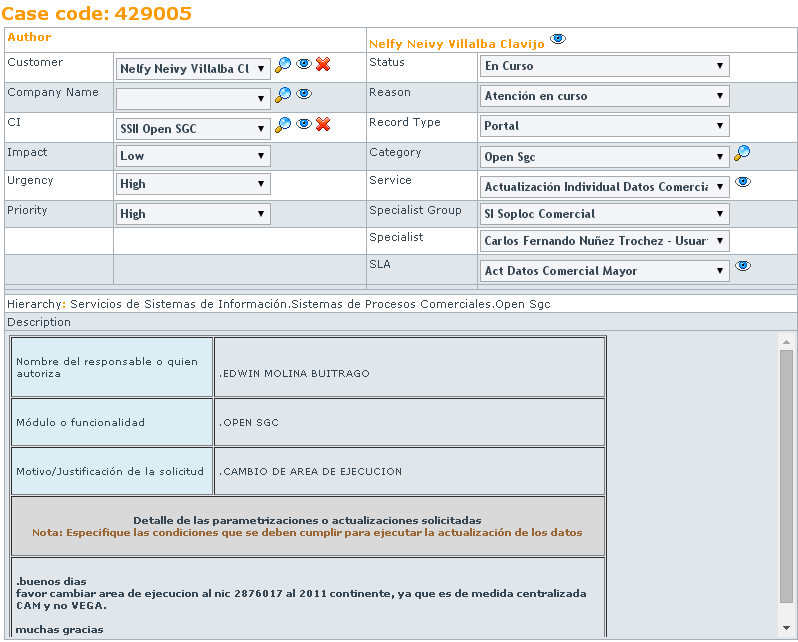 Case code: 429005
Author
Nelfy Neivy Villalba Clavijo
Customer
Nelfy Neivy Villalba Cl
Status
En Curso
Company Name
Reason
Atención en curso
CI
SSII Open SGC
Record Type
Portal
Impact
Low
Category
Open Sgc
Urgency
High
Service
Actualización Individual Datos Comercia
Priority
High
Specialist Group
SI Soploc Comercial
Specialist
Carlos Fernando Nuñez Trochez - Usuar
SLA
Act Datos Comercial Mayor
Hierarchy: Servicios de Sistemas de Información.Sistemas de Procesos Comerciales.Open Sgc
Description
Nombre del responsable o quien
autoriza
.EDWIN MOLINA BUITRAGO
Módulo o funcionalidad
.OPEN SGC
Motivo/Justificación de la solicitud
.CAMBIO DE AREA DE EJECUCION
Detalle de las parametrizaciones o actualizaciones solicitadas
Nota: Especifique las condiciones que se deben cumplir para ejecutar la actualización de los datos
.buenos dias
favor cambiar area de ejecucion al nic 2876017 al 2011 continente, ya que es de medida centralizada
CAM y no VEGA.
muchas gracias